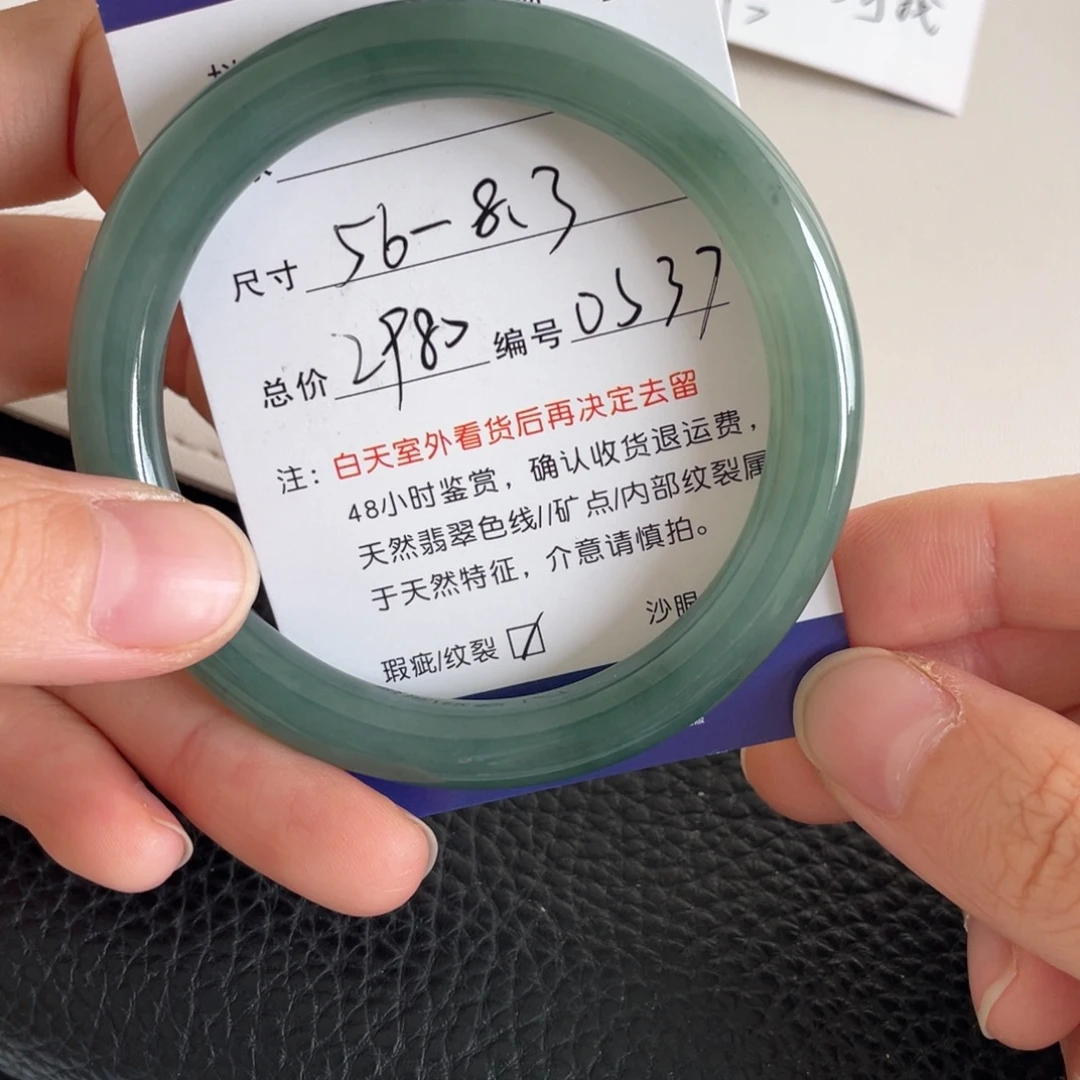 尺寸 56-8.3
总价 2980 编号 0537
注：白天室外看货后再决定去留
48小时鉴赏，确认收货退运费，
天然翡翠色线//矿点/内部纹裂属
于天然特征，介意请慎拍。
沙眼
瑕疵/纹裂 ☑